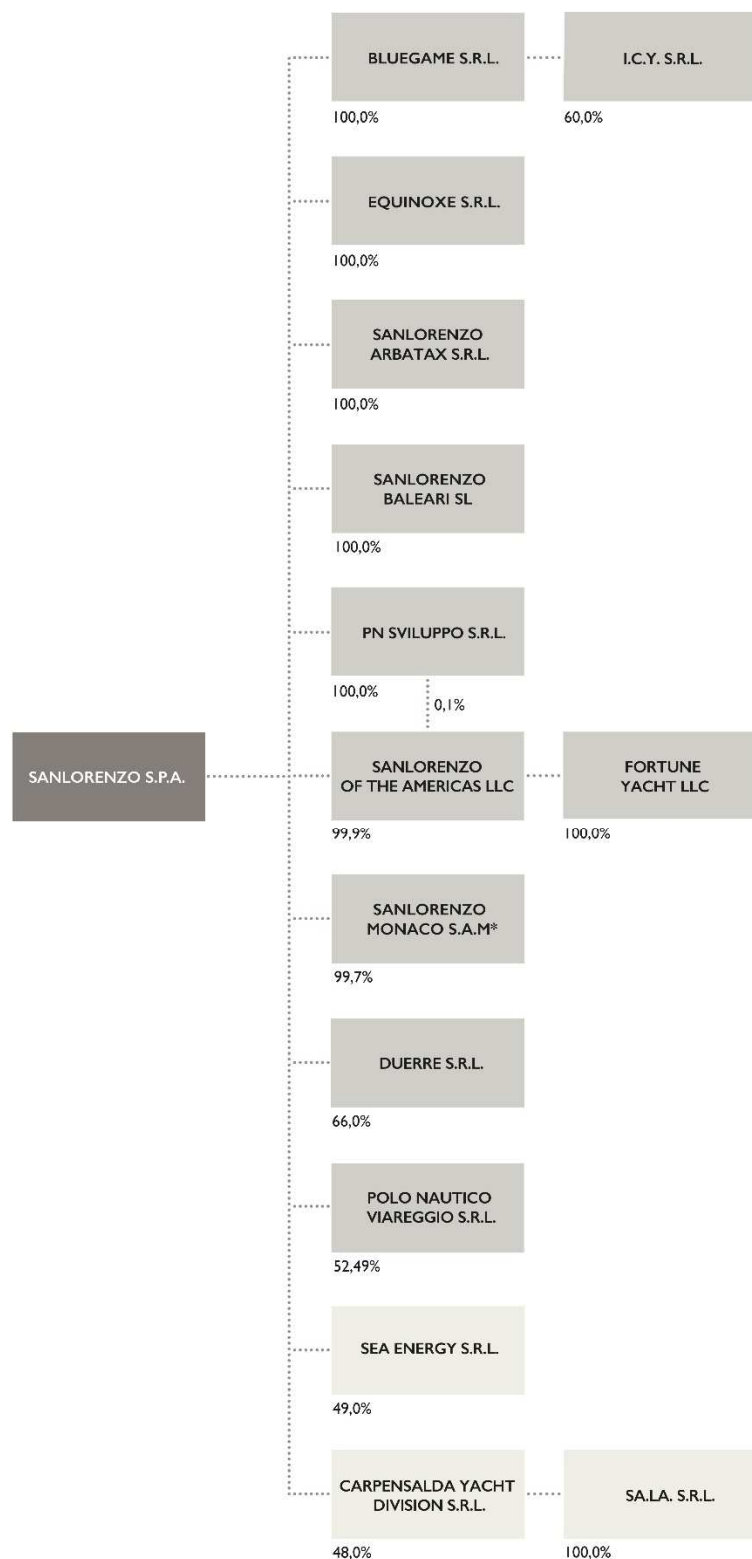 BLUEGAME S.R.L.
I.C.Y. S.R.L.
100,0%
60,0%
EQUINOXE S.R.L.
100,0%
SANLORENZO
ARBATAX S.R.L.
100,0%
SANLORENZO
BALEARI SL
100,0%
PN SVILUPPO S.R.L.
100,0%
0,1%
SANLORENZO S.P.A.
SANLORENZO
OF THE AMERICAS LLC
FORTUNE
YACHT LLC
99,9%
100,0%
SANLORENZO
MONACO S.A.M*
99,7%
DUERRE S.R.L.
66,0%
POLO NAUTICO
VIAREGGIO S.R.L.
52,49%
SEA ENERGY S.R.L.
49,0%
CARPENSALDA YACHT
DIVISION S.R.L.
SA.LA. S.R.L.
48,0%
100,0%